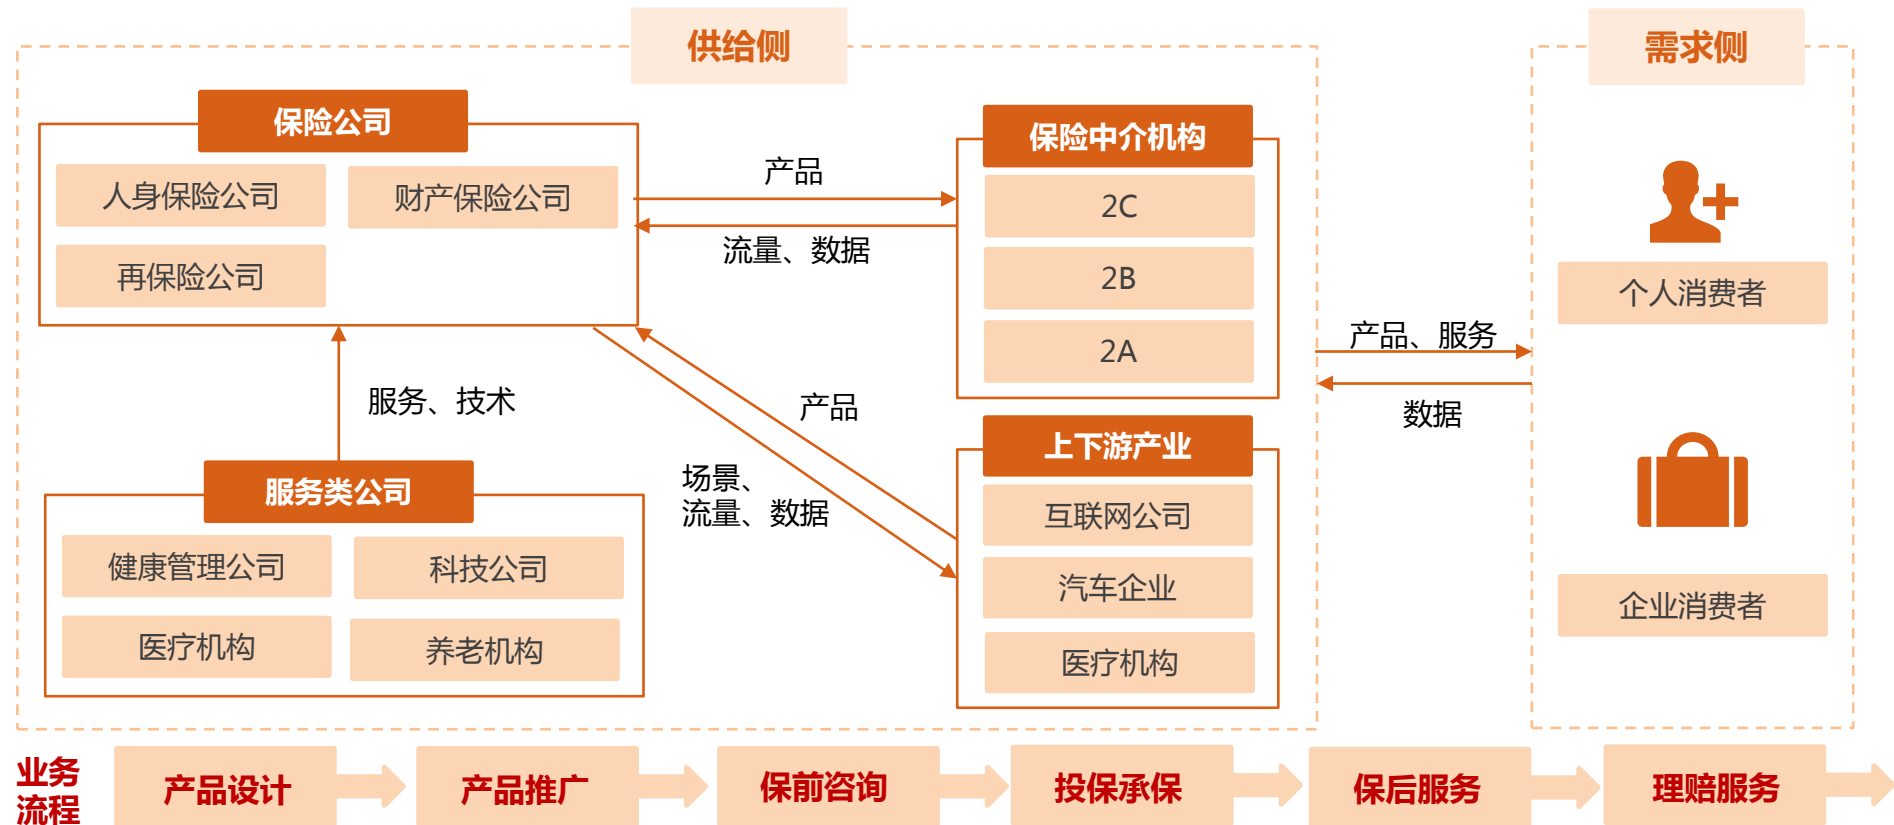 供给侧
需求侧
保险公司
人身保险公司
财产保险公司
再保险公司
产品
流量、数据
保险中介机构
2C
2B
2A
服务、技术
产品
场景、
流量、数据
服务类公司
健康管理公司
科技公司
医疗机构
养老机构
上下游产业
互联网公司
汽车企业
医疗机构
产品、服务
数据
个人消费者
企业消费者
业务
流程
产品设计
产品推广
保前咨询
投保承保
保后服务
理赔服务